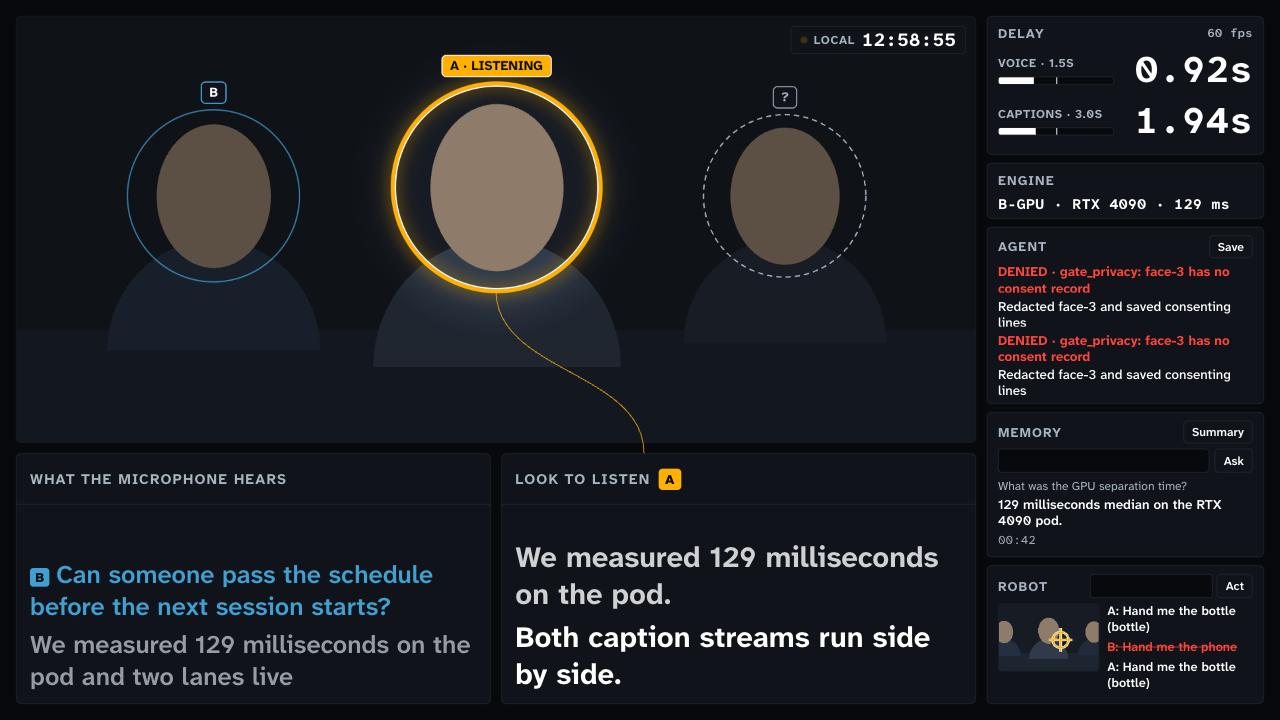 LOCAL 12:58:55
A · LISTENING
B
?
DELAY 60 fps
VOICE · 1.5S 0.92s
CAPTIONS · 3.0S 1.94s
ENGINE
B-GPU · RTX 4090 · 129 ms
AGENT Save
DENIED · gate_privacy: face-3 has no
consent record
Redacted face-3 and saved consenting
lines
DENIED · gate_privacy: face-3 has no
consent record
Redacted face-3 and saved consenting
lines
MEMORY Summary
Ask
What was the GPU separation time?
129 milliseconds median on the RTX
4090 pod.
00:42
ROBOT Act
A: Hand me the bottle
(bottle)
B: Hand me the phone
A: Hand me the bottle
(bottle)
WHAT THE MICROPHONE HEARS
B Can someone pass the schedule
before the next session starts?
We measured 129 milliseconds on the
pod and two lanes live
LOOK TO LISTEN A
We measured 129 milliseconds
on the pod.
Both caption streams run side
by side.